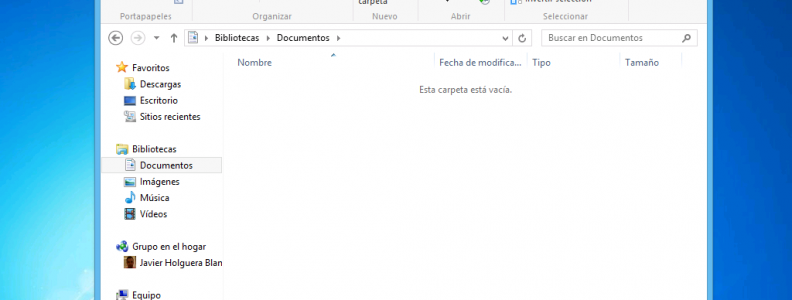 carpeta
Invertir selección
Portapapeles Organizar Nuevo Abrir Seleccionar
Bibliotecas Documentos Buscar en Documentos
Nombre Fecha de modifica... Tipo Tamaño
Esta carpeta está vacía.
Favoritos
Descargas
Escritorio
Sitios recientes
Bibliotecas
Documentos
Imágenes
Música
Vídeos
Grupo en el hogar
Javier Holguera Blan
Equipo